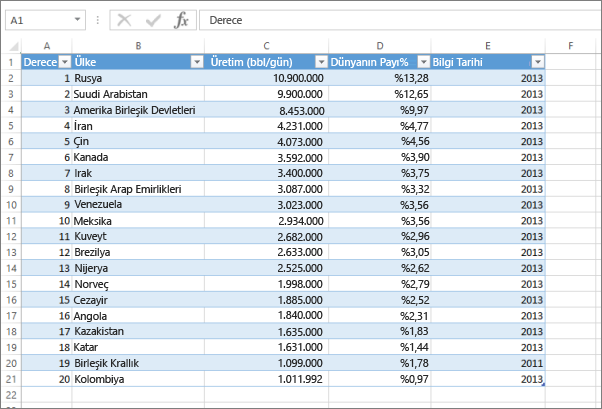 A1 fx Derece
A B C D E F
1 Derece Ülke Üretim (bbl/gün) Dünyanın Payı% Bilgi Tarihi
2 1 Rusya 10.900.000 %13,28 2013
3 2 Suudi Arabistan 9.900.000 %12,65 2013
4 3 Amerika Birleşik Devletleri 8.453.000 %9,97 2013
5 4 İran 4.231.000 %4,77 2013
6 5 Çin 4.073.000 %4,56 2013
7 6 Kanada 3.592.000 %3,90 2013
8 7 Irak 3.400.000 %3,75 2013
9 8 Birleşik Arap Emirlikleri 3.087.000 %3,32 2013
10 9 Venezuela 3.023.000 %3,56 2013
11 10 Meksika 2.934.000 %3,56 2013
12 11 Kuveyt 2.682.000 %2,96 2013
13 12 Brezilya 2.633.000 %3,05 2013
14 13 Nijerya 2.525.000 %2,62 2013
15 14 Norveç 1.998.000 %2,79 2013
16 15 Cezayir 1.885.000 %2,52 2013
17 16 Angola 1.840.000 %2,31 2013
18 17 Kazakistan 1.635.000 %1,83 2013
19 18 Katar 1.631.000 %1,44 2013
20 19 Birleşik Krallık 1.099.000 %1,78 2011
21 20 Kolombiya 1.011.992 %0,97 2013
22